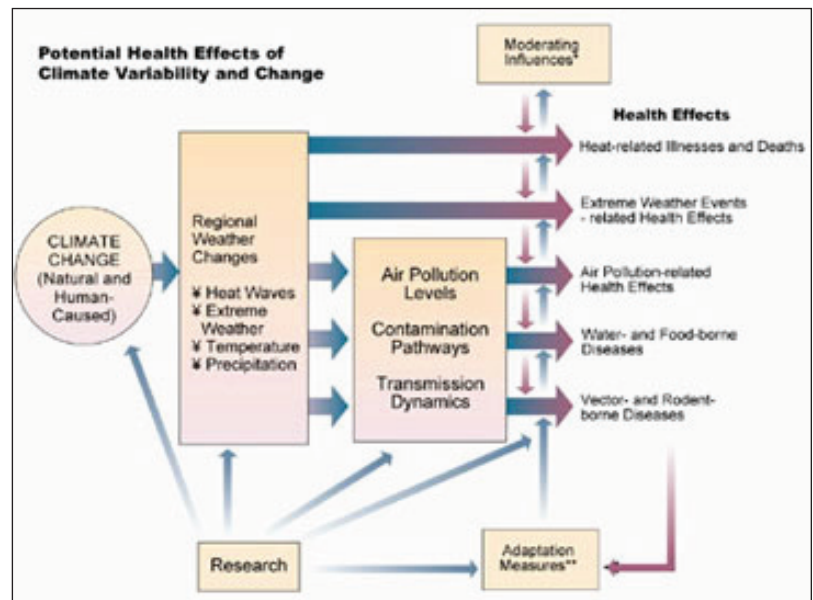 Potential Health Effects of
Climate Variability and Change
Moderating
Influences*
Health Effects
Heat-related Illnesses and Deaths
Extreme Weather Events
- related Health Effects
Air Pollution-related
Health Effects
Water- and Food-borne
Diseases
Vector- and Rodent-
borne Diseases
CLIMATE
CHANGE
(Natural and
Human-
Caused)
Regional
Weather
Changes
¥ Heat Waves
¥ Extreme
Weather
¥ Temperature
¥ Precipitation
Air Pollution
Levels
Contamination
Pathways
Transmission
Dynamics
Research
Adaptation
Measures**